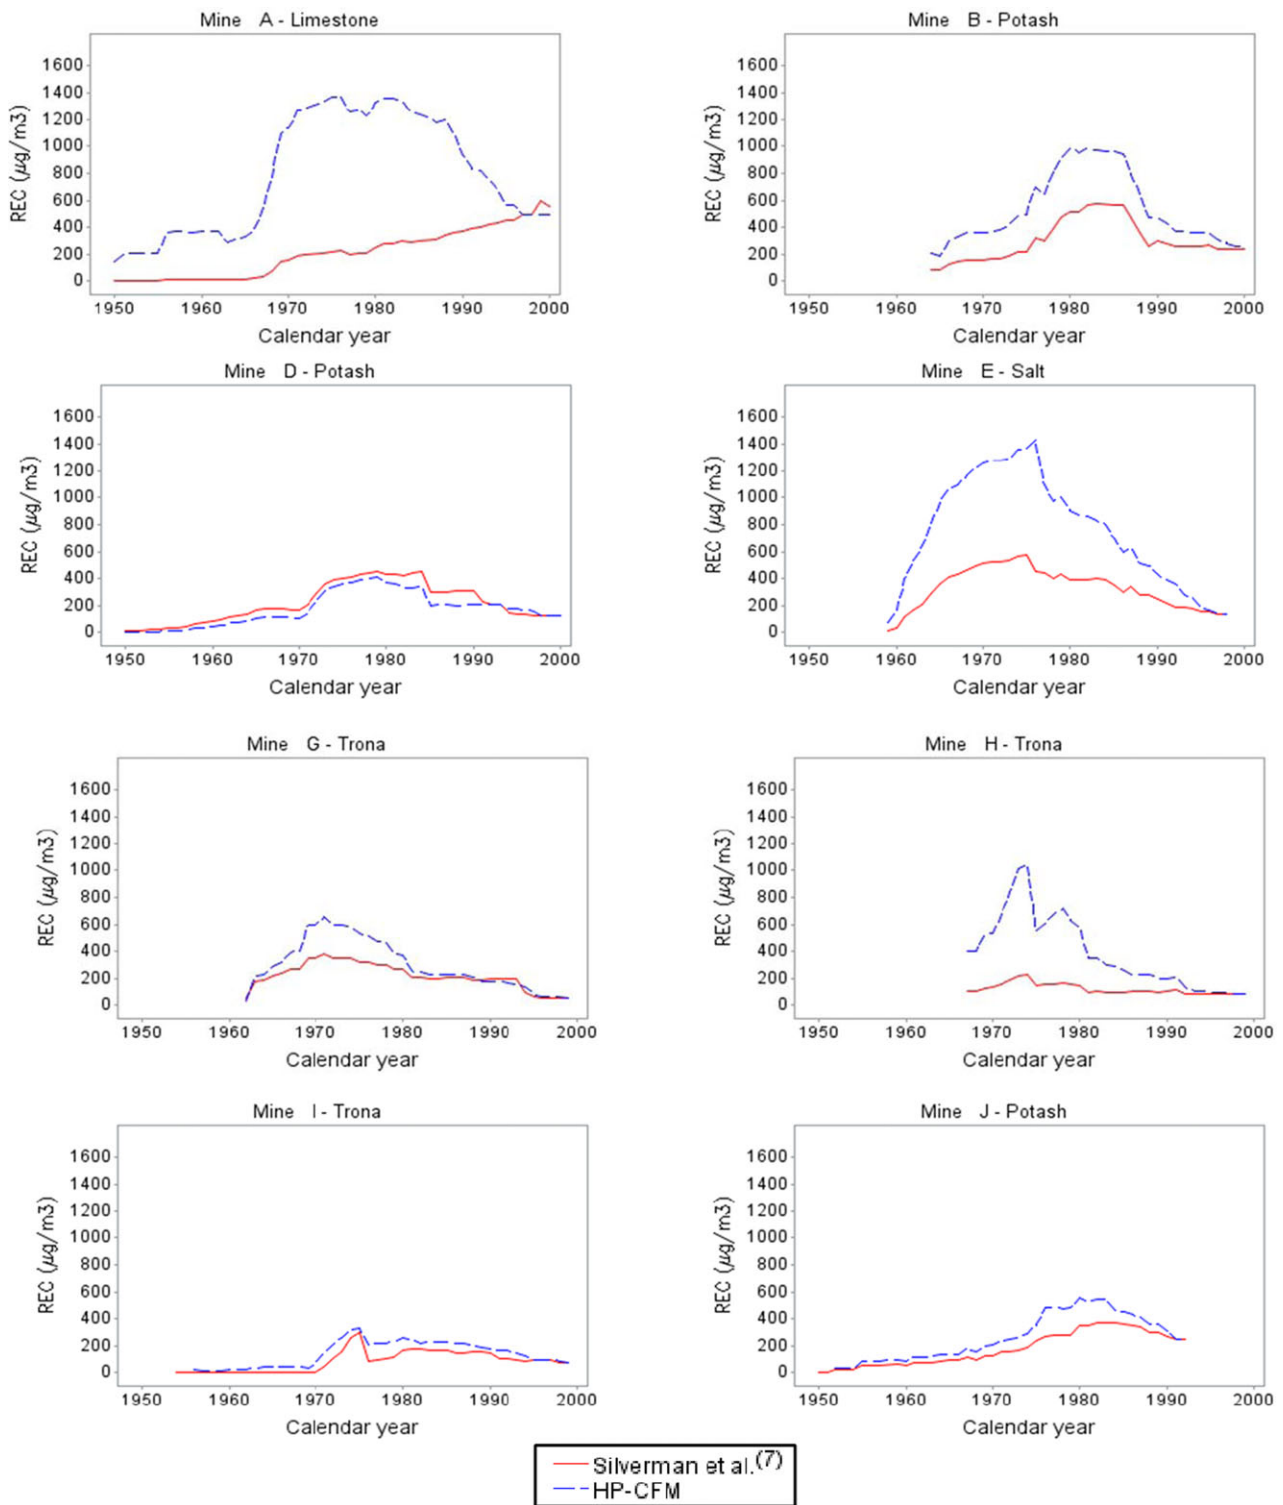 Mine A - Limestone
REC (µg/m3)
1600
1400
1200
1000
800
600
400
200
0
1950 1960 1970 1980 1990 2000
Calendar year
Mine B - Potash
REC (µg/m3)
1600
1400
1200
1000
800
600
400
200
0
1950 1960 1970 1980 1990 2000
Calendar year
Mine D - Potash
REC (µg/m3)
1600
1400
1200
1000
800
600
400
200
0
1950 1960 1970 1980 1990 2000
Calendar year
Mine E - Salt
REC (µg/m3)
1600
1400
1200
1000
800
600
400
200
0
1950 1960 1970 1980 1990 2000
Calendar year
Mine G - Trona
REC (µg/m3)
1600
1400
1200
1000
800
600
400
200
0
1950 1960 1970 1980 1990 2000
Calendar year
Mine H - Trona
REC (µg/m3)
1600
1400
1200
1000
800
600
400
200
0
1950 1960 1970 1980 1990 2000
Calendar year
Mine I - Trona
REC (µg/m3)
1600
1400
1200
1000
800
600
400
200
0
1950 1960 1970 1980 1990 2000
Calendar year
Mine J - Potash
REC (µg/m3)
1600
1400
1200
1000
800
600
400
200
0
1950 1960 1970 1980 1990 2000
Calendar year
Silverman et al.(7)
HP-CFM